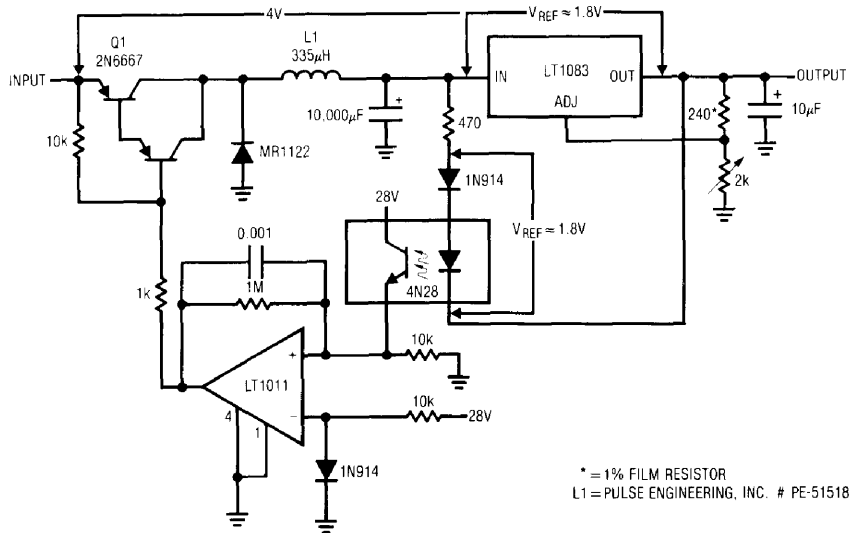 4V
V_REF ≈ 1.8V
Q1
2N6667
L1
335μH
INPUT
IN
LT1083
OUT
ADJ
OUTPUT
10k
MR1122
10,000μF
+
470
240*
+
10μF
1N914
2k
28V
V_REF ≈ 1.8V
0.001
4N28
1k
1M
+
10k
LT1011
10k
−
28V
4
1
1N914
* = 1% FILM RESISTOR
L1 = PULSE ENGINEERING, INC. # PE-51518